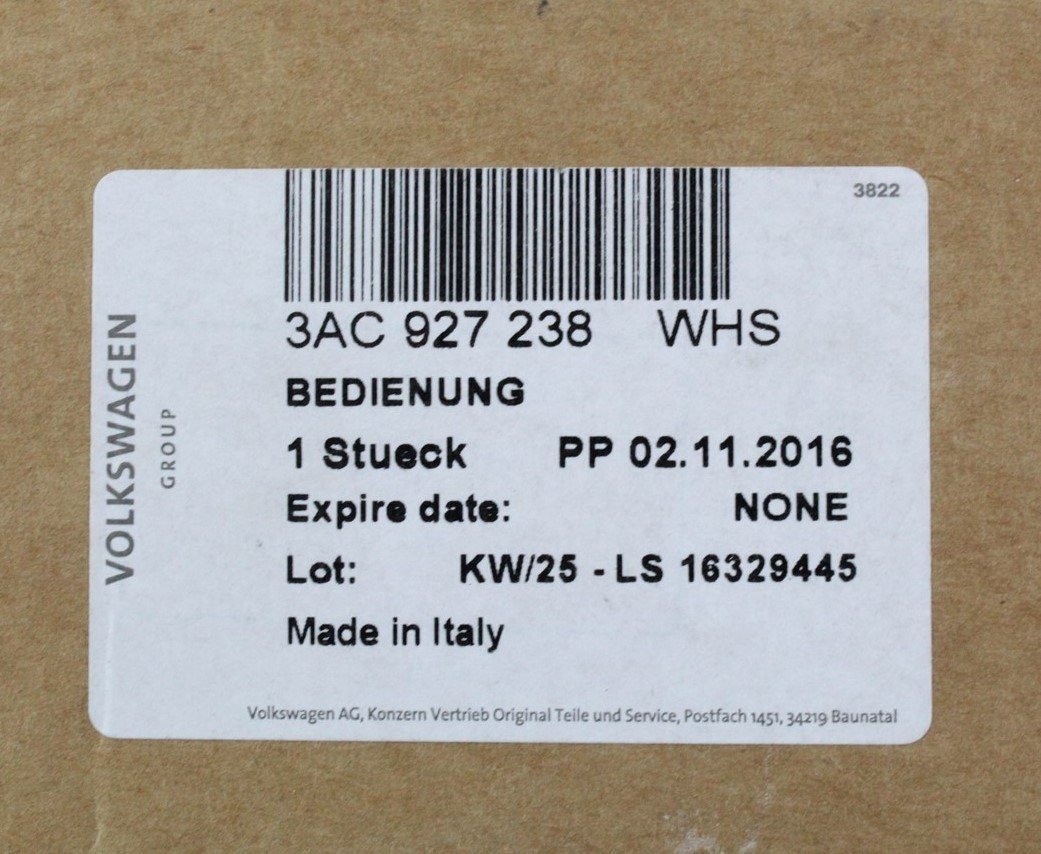 3822
VOLKSWAGEN
GROUP
3AC 927 238 WHS
BEDIENUNG
1 Stueck PP 02.11.2016
Expire date: NONE
Lot: KW/25 - LS 16329445
Made in Italy
Volkswagen AG, Konzern Vertrieb Original Teile und Service, Postfach 1451, 34219 Baunatal